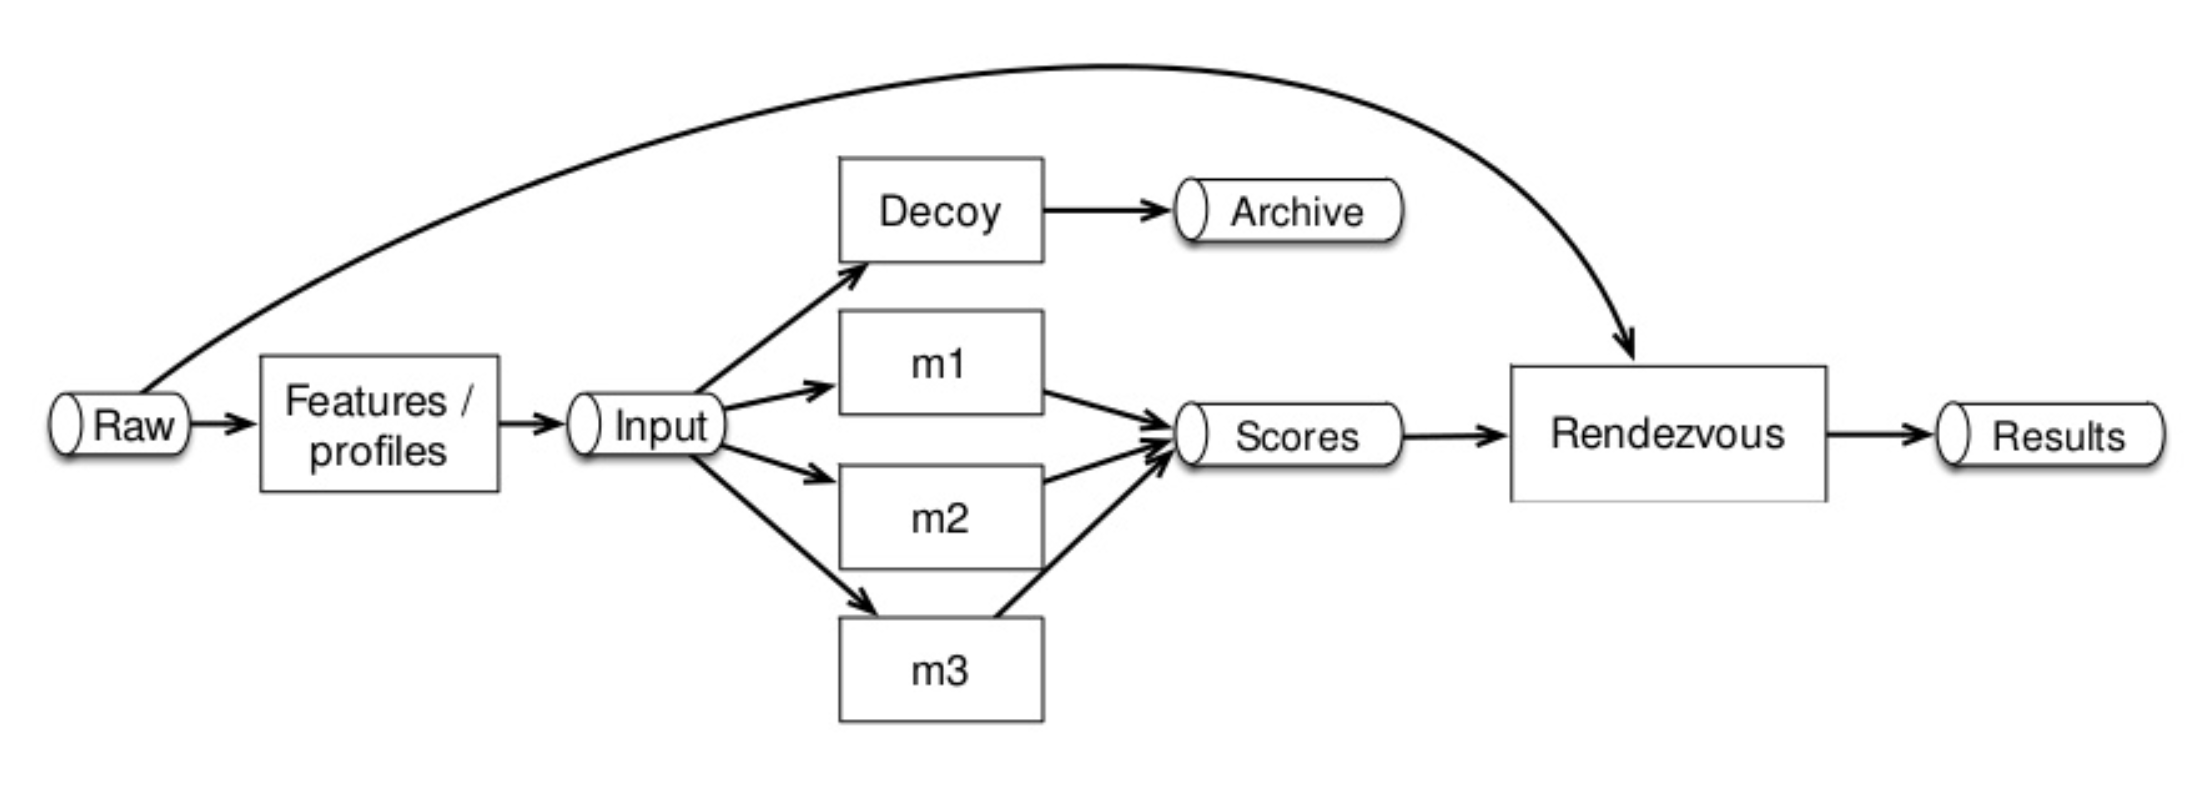 Decoy
Archive
m1
Raw
Features /
profiles
Input
Scores
Rendezvous
Results
m2
m3